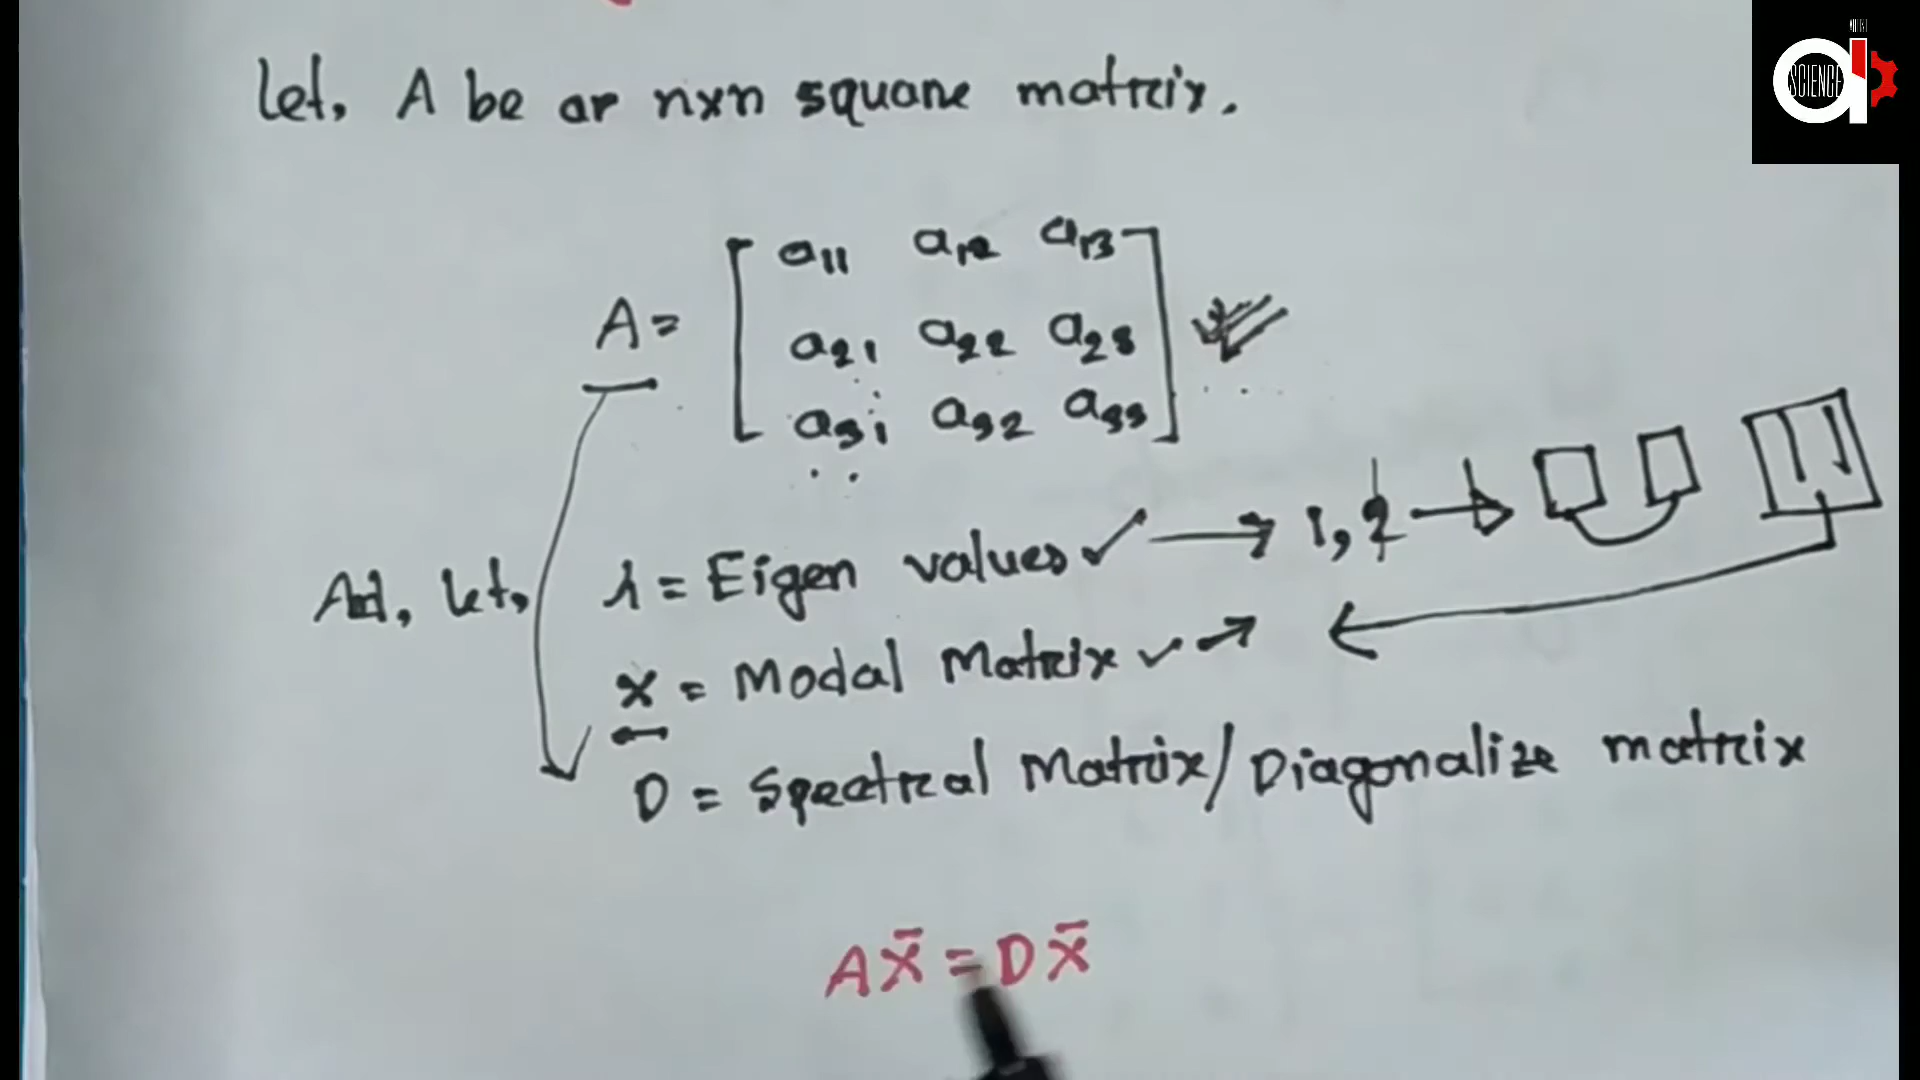 SCIENCE
let, A be an nxn square matrix.
A = [ a11 a12 a13
a21 a22 a23
a31 a32 a33 ]
And, let, λ = Eigen values ✓ → 1, 2 →
x = Modal Matrix ✓ →
D = Spectral Matrix/Diagonalize matrix
AX̄ = DX̄